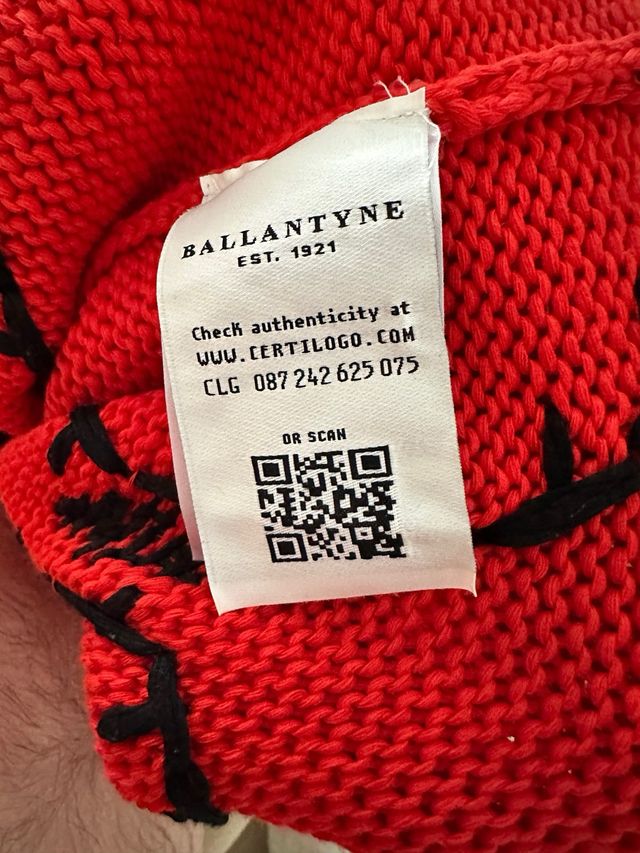 BALLANTYNE
EST. 1921
Check authenticity at
WWW.CERTILOGO.COM
CLG 087 242 625 075
OR SCAN